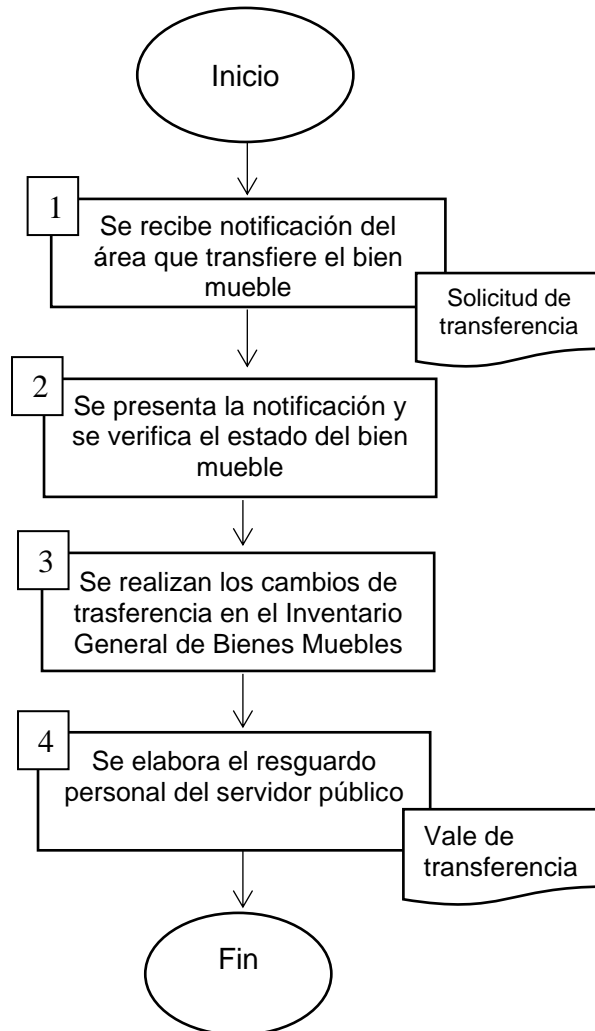 Inicio
1
Se recibe notificación del
área que transfiere el bien
mueble
Solicitud de
transferencia
2
Se presenta la notificación y
se verifica el estado del bien
mueble
3
Se realizan los cambios de
trasferencia en el Inventario
General de Bienes Muebles
4
Se elabora el resguardo
personal del servidor público
Vale de
transferencia
Fin